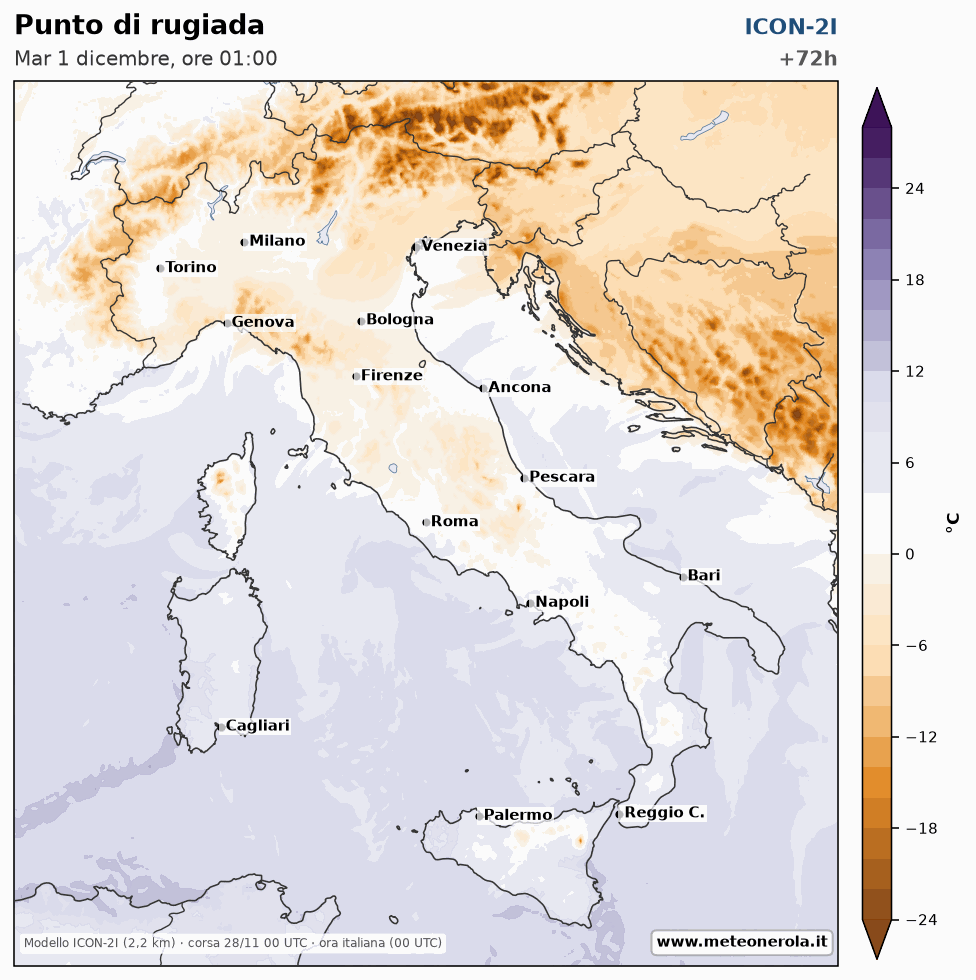 Punto di rugiada
ICON-2I
Mar 1 dicembre, ore 01:00
+72h
Milano
Venezia
Torino
Genova
Bologna
Firenze
Ancona
Pescara
Roma
Bari
Napoli
Cagliari
Palermo
Reggio C.
24
18
12
6
0
−6
−12
−18
−24
°C
Modello ICON-2I (2,2 km) · corsa 28/11 00 UTC · ora italiana (00 UTC)
www.meteonerola.it